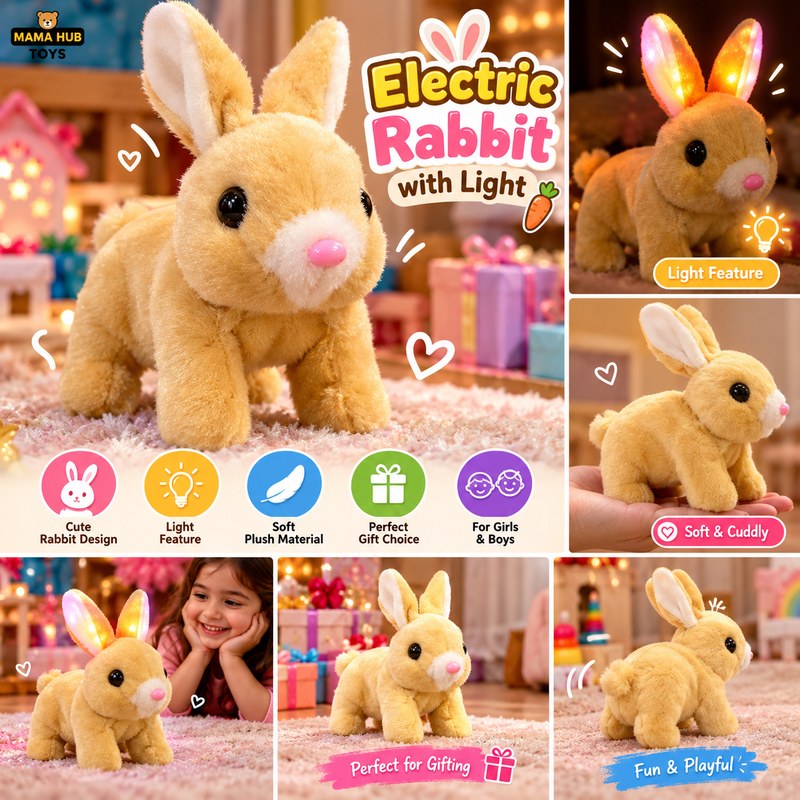 MAMA HUB
TOYS
Electric
Rabbit
with Light
Light Feature
Soft & Cuddly
Cute
Rabbit Design
Light
Feature
Soft
Plush Material
Perfect
Gift Choice
For Girls
& Boys
Perfect for Gifting
Fun & Playful